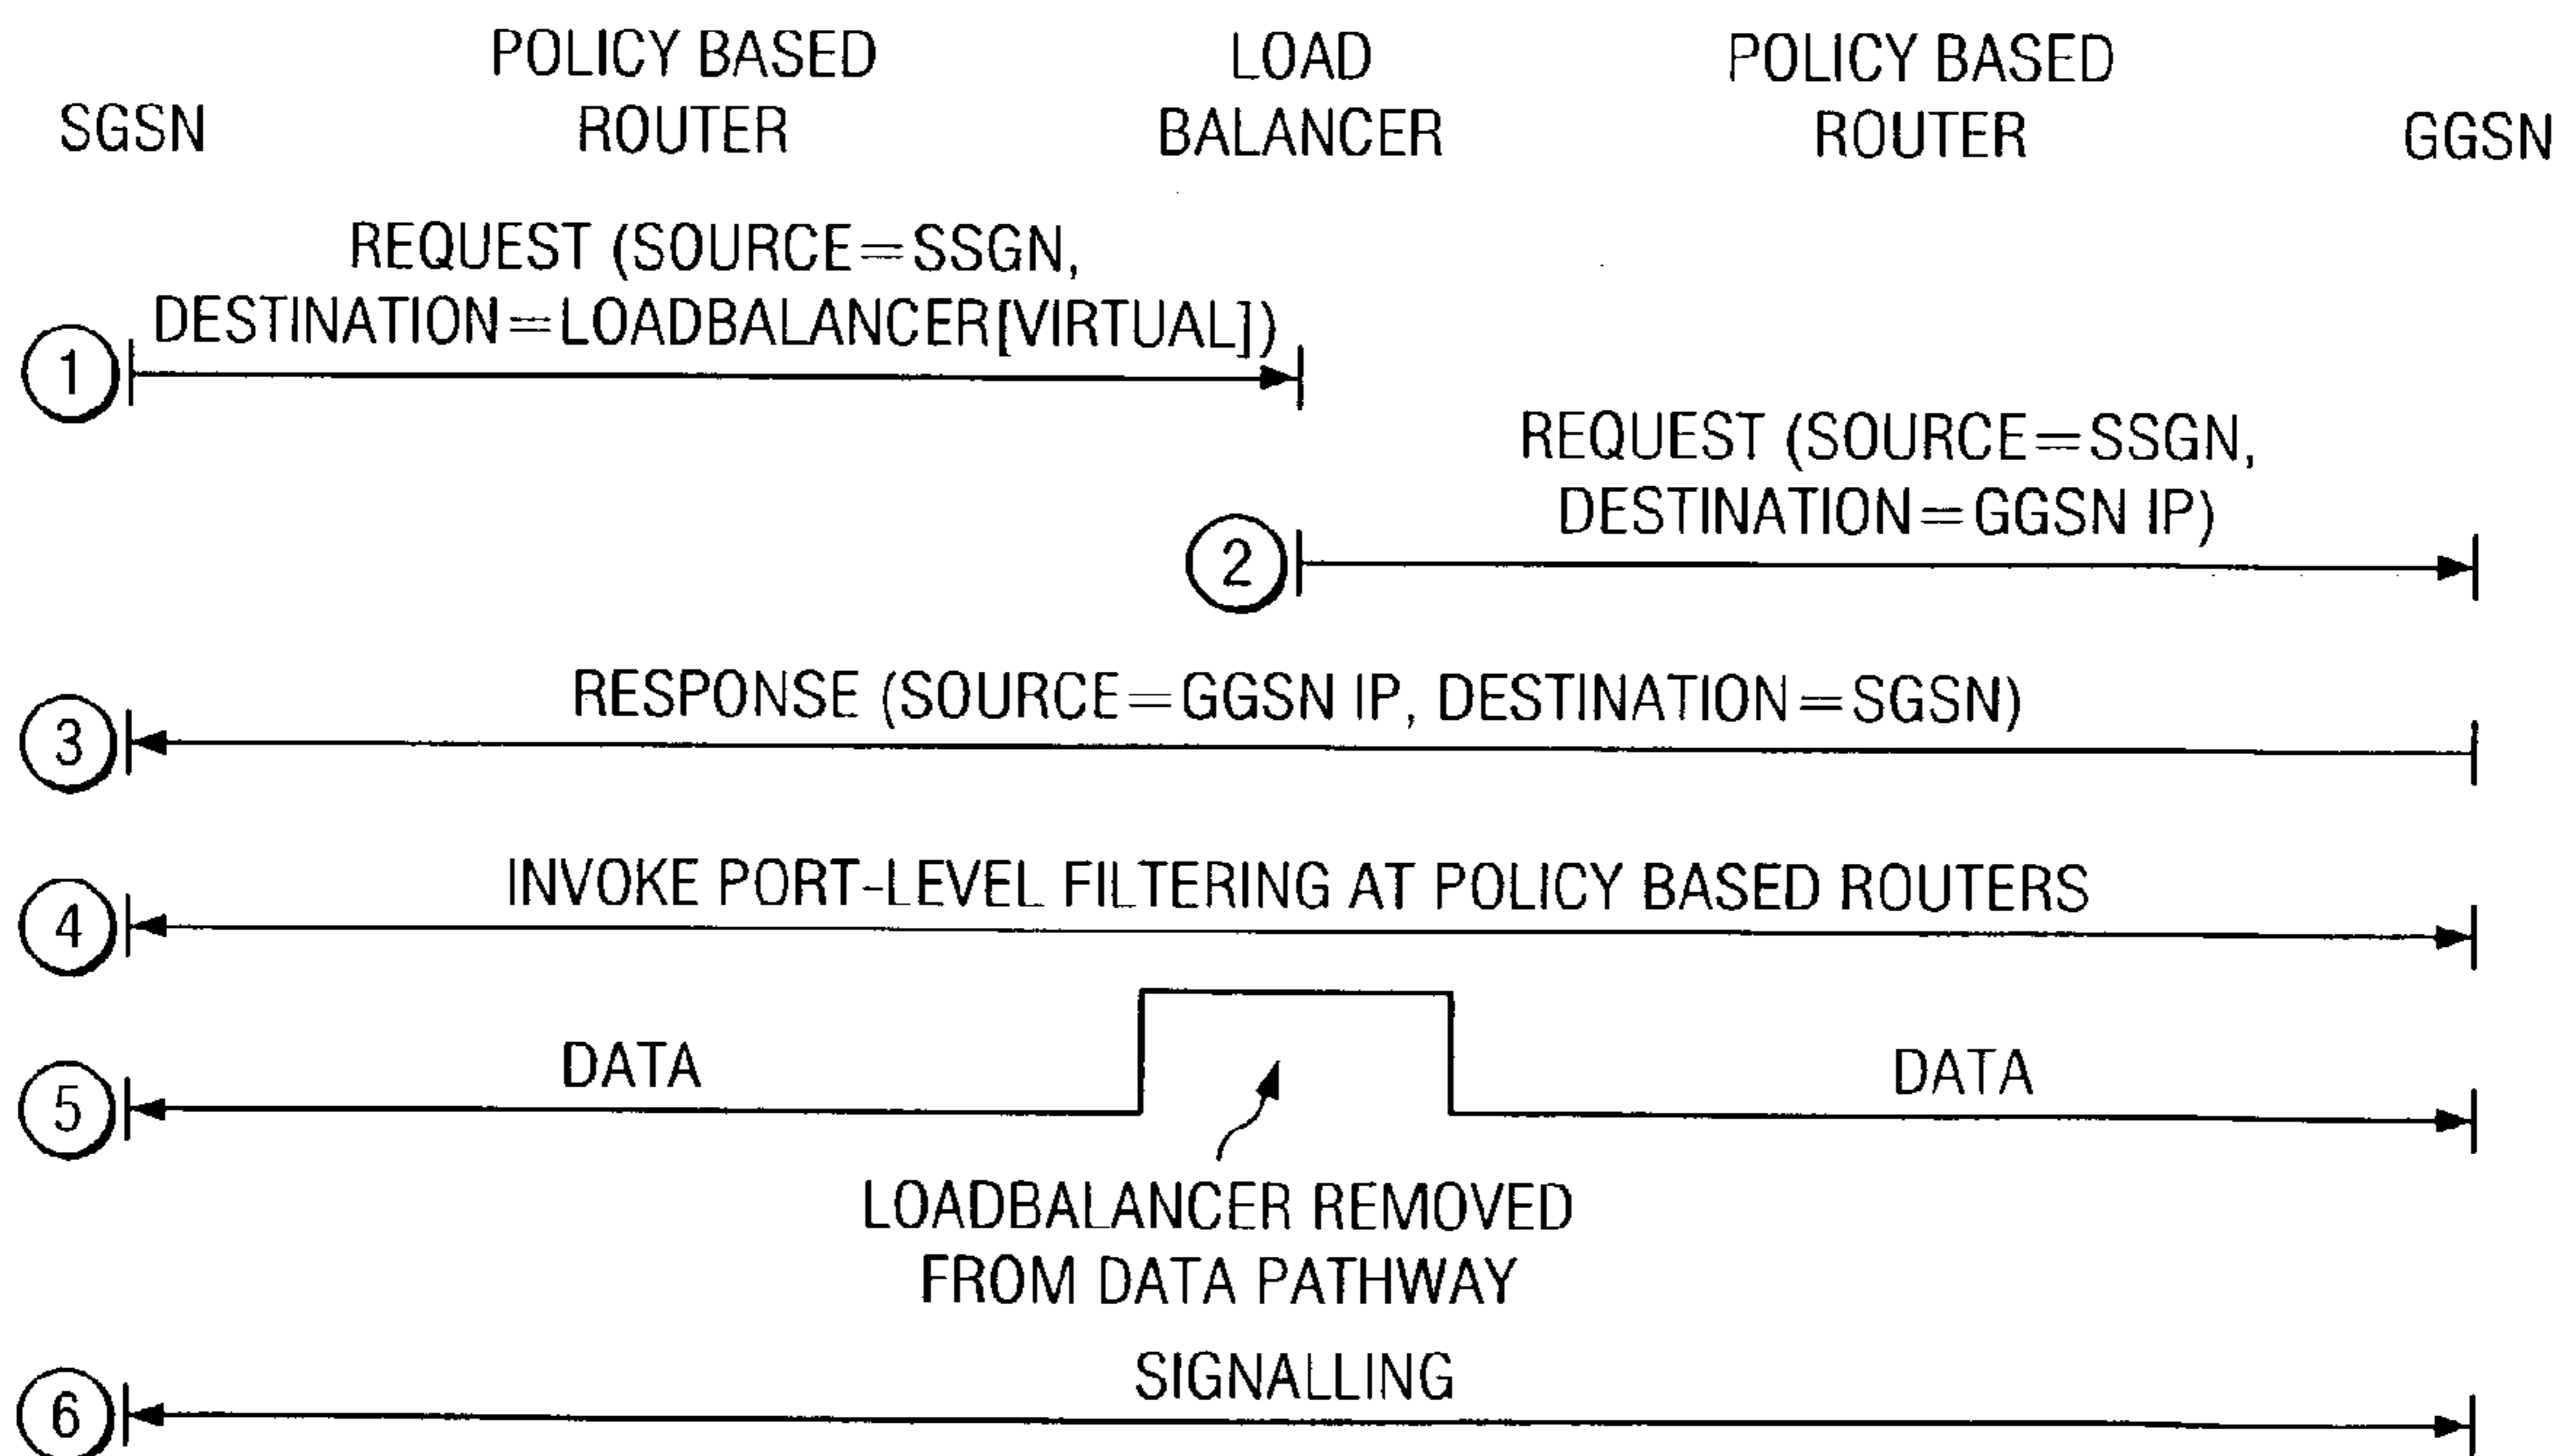 SGSN
POLICY BASED
ROUTER
LOAD
BALANCER
POLICY BASED
ROUTER
GGSN
REQUEST (SOURCE=SSGN,
DESTINATION=LOADBALANCER[VIRTUAL])
1
REQUEST (SOURCE=SSGN,
DESTINATION=GGSN IP)
2
RESPONSE (SOURCE=GGSN IP, DESTINATION=SGSN)
3
INVOKE PORT-LEVEL FILTERING AT POLICY BASED ROUTERS
4
DATA
DATA
5
LOADBALANCER REMOVED
FROM DATA PATHWAY
SIGNALLING
6